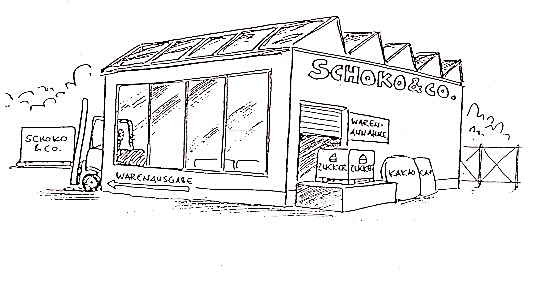 SCHOKO&CO.
WAREN-
ANNAHME
SCHOKO
& CO.
ZUCKER
ZUCKER
KAKAO
WARENAUSGABE